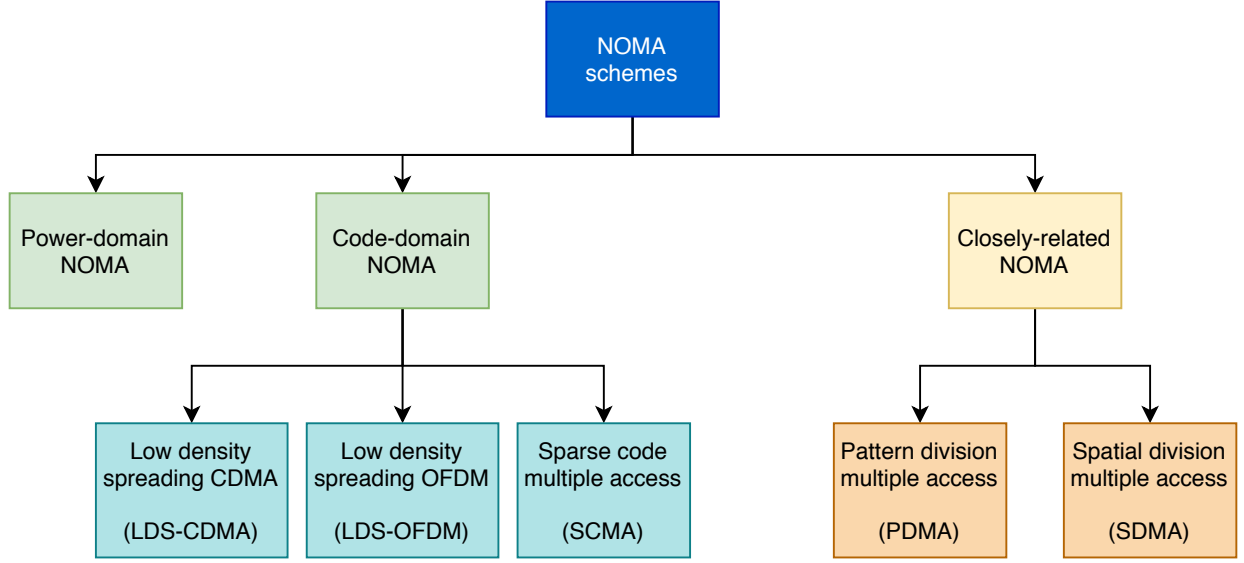 NOMA
schemes
Power-domain
NOMA
Code-domain
NOMA
Closely-related
NOMA
Low density
spreading CDMA
(LDS-CDMA)
Low density
spreading OFDM
(LDS-OFDM)
Sparse code
multiple access
(SCMA)
Pattern division
multiple access
(PDMA)
Spatial division
multiple access
(SDMA)